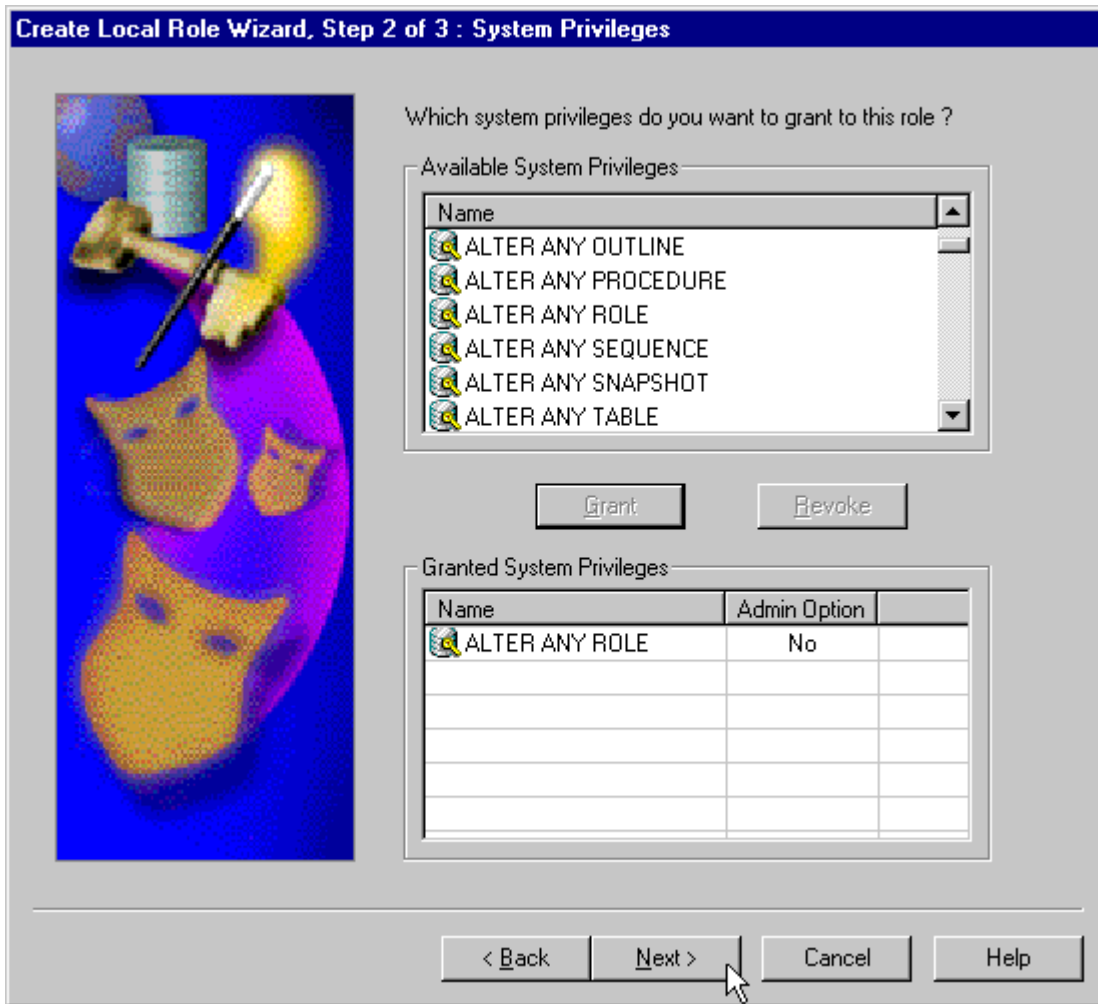 Create Local Role Wizard, Step 2 of 3 : System Privileges
Which system privileges do you want to grant to this role ?
Available System Privileges
Name
ALTER ANY OUTLINE
ALTER ANY PROCEDURE
ALTER ANY ROLE
ALTER ANY SEQUENCE
ALTER ANY SNAPSHOT
ALTER ANY TABLE
Grant Revoke
Granted System Privileges
Name Admin Option
ALTER ANY ROLE No
< Back Next > Cancel Help